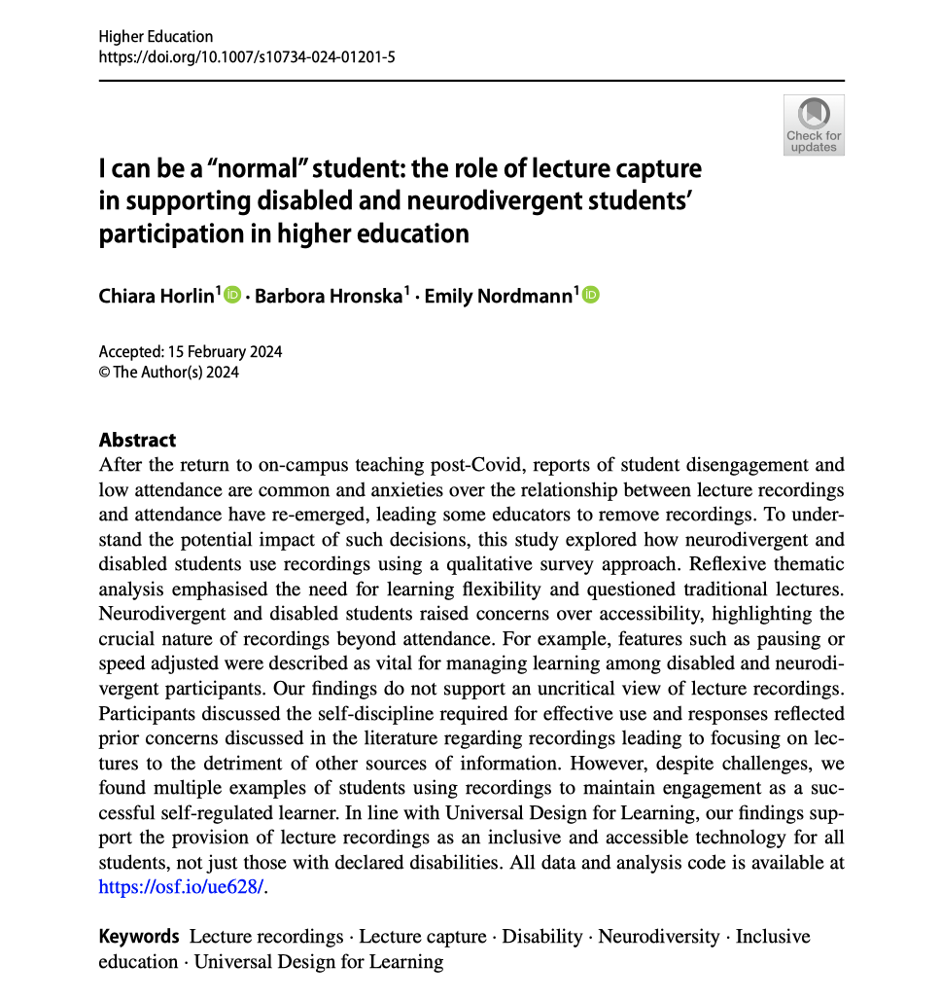 Higher Education
https://doi.org/10.1007/s10734-024-01201-5
Check for
updates
I can be a “normal” student: the role of lecture capture
in supporting disabled and neurodivergent students’
participation in higher education
Chiara Horlin1 iD · Barbora Hronska1 · Emily Nordmann1 iD
Accepted: 15 February 2024
© The Author(s) 2024
Abstract
After the return to on-campus teaching post-Covid, reports of student disengagement and
low attendance are common and anxieties over the relationship between lecture recordings
and attendance have re-emerged, leading some educators to remove recordings. To under-
stand the potential impact of such decisions, this study explored how neurodivergent and
disabled students use recordings using a qualitative survey approach. Reflexive thematic
analysis emphasised the need for learning flexibility and questioned traditional lectures.
Neurodivergent and disabled students raised concerns over accessibility, highlighting the
crucial nature of recordings beyond attendance. For example, features such as pausing or
speed adjusted were described as vital for managing learning among disabled and neurodi-
vergent participants. Our findings do not support an uncritical view of lecture recordings.
Participants discussed the self-discipline required for effective use and responses reflected
prior concerns discussed in the literature regarding recordings leading to focusing on lec-
tures to the detriment of other sources of information. However, despite challenges, we
found multiple examples of students using recordings to maintain engagement as a suc-
cessful self-regulated learner. In line with Universal Design for Learning, our findings sup-
port the provision of lecture recordings as an inclusive and accessible technology for all
students, not just those with declared disabilities. All data and analysis code is available at
https://osf.io/ue628/.
Keywords Lecture recordings · Lecture capture · Disability · Neurodiversity · Inclusive
education · Universal Design for Learning